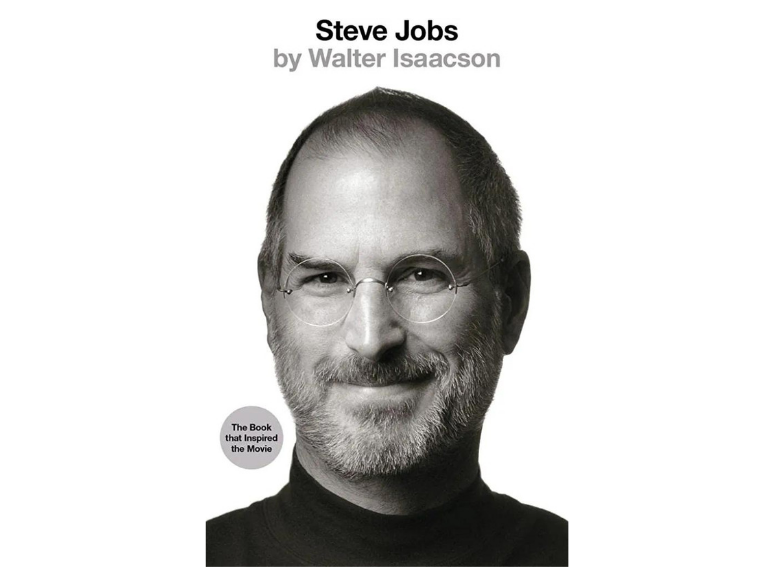 Steve Jobs
by Walter Isaacson
The Book
that Inspired
the Movie